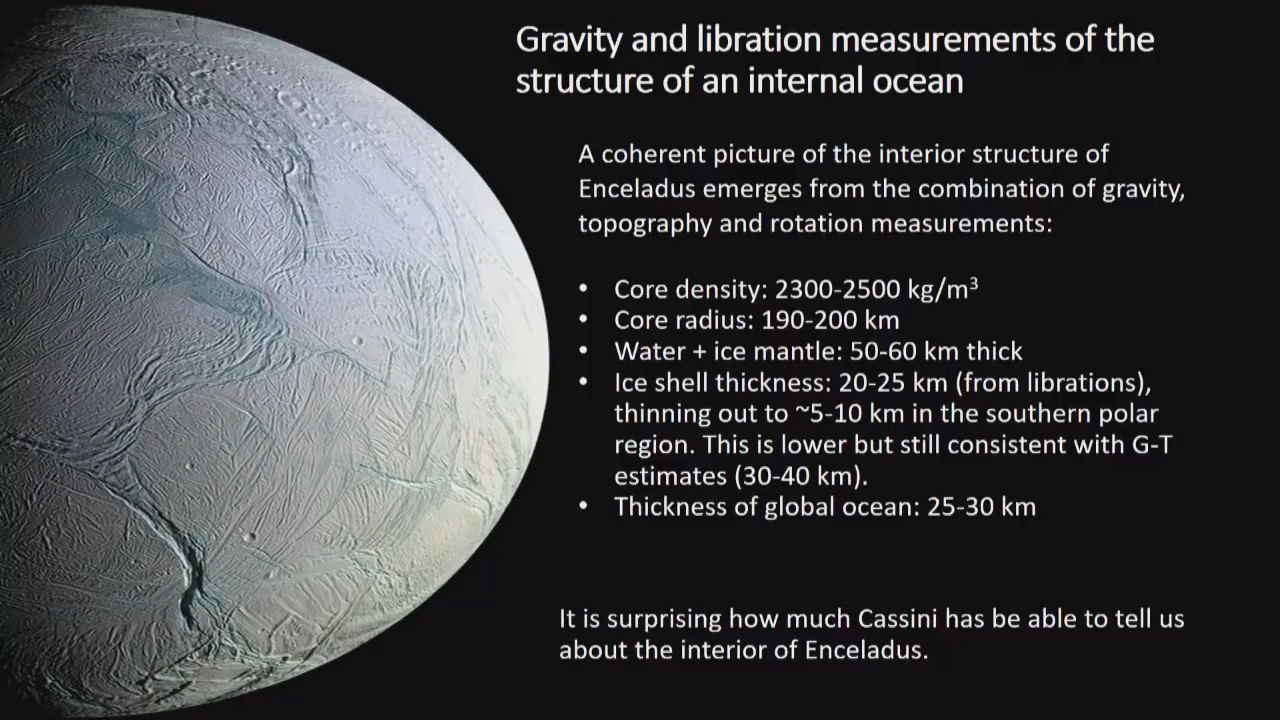 Gravity and libration measurements of the
structure of an internal ocean
A coherent picture of the interior structure of
Enceladus emerges from the combination of gravity,
topography and rotation measurements:
• Core density: 2300-2500 kg/m³
• Core radius: 190-200 km
• Water + ice mantle: 50-60 km thick
• Ice shell thickness: 20-25 km (from librations),
thinning out to ~5-10 km in the southern polar
region. This is lower but still consistent with G-T
estimates (30-40 km).
• Thickness of global ocean: 25-30 km
It is surprising how much Cassini has be able to tell us
about the interior of Enceladus.